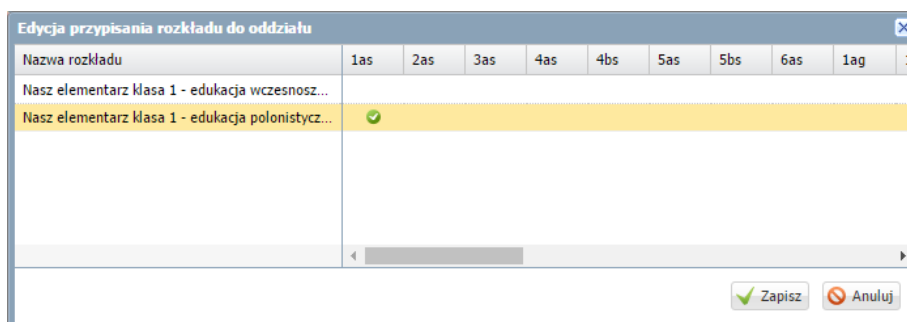 Edycja przypisania rozkładu do oddziału
Nazwa rozkładu 1as 2as 3as 4as 4bs 5as 5bs 6as 1ag
Nasz elementarz klasa 1 - edukacja wczesnosz...
Nasz elementarz klasa 1 - edukacja polonistycz...
Zapisz Anuluj